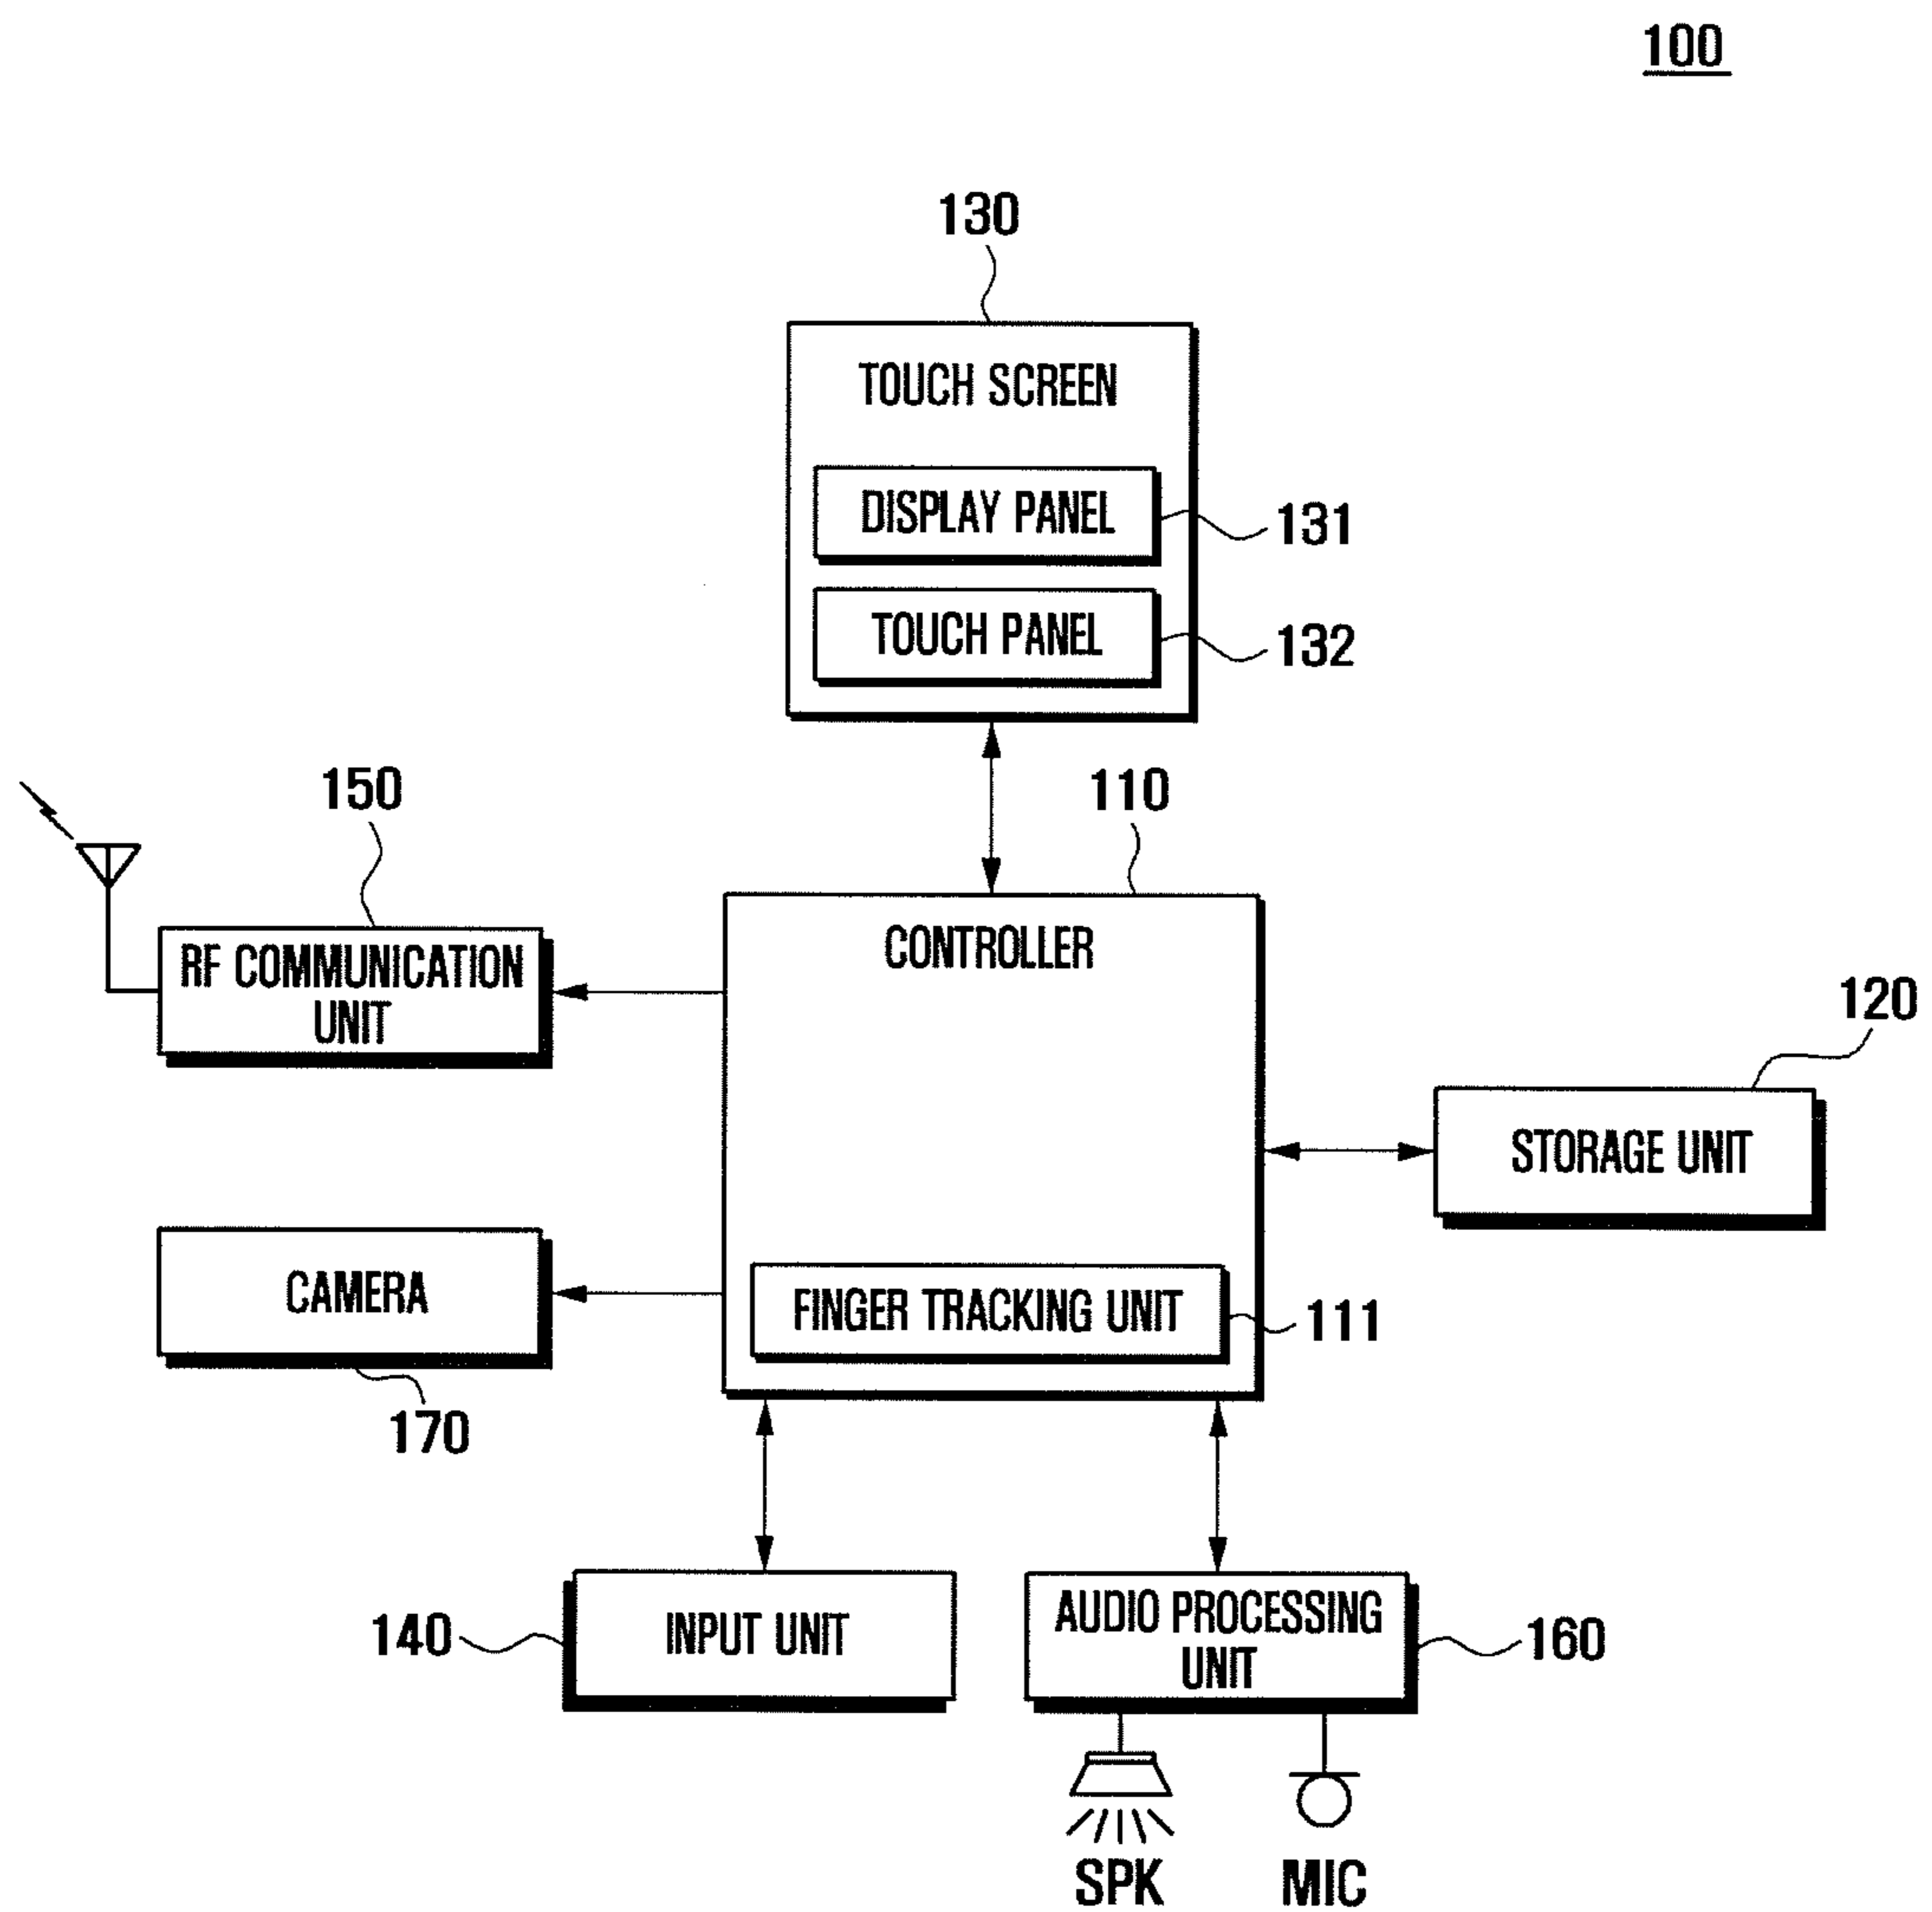 100
130
TOUCH SCREEN
DISPLAY PANEL
131
TOUCH PANEL
132
150
110
RF COMMUNICATION
UNIT
CONTROLLER
120
STORAGE UNIT
CAMERA
FINGER TRACKING UNIT
111
170
140
INPUT UNIT
AUDIO PROCESSING
UNIT
160
SPK
MIC